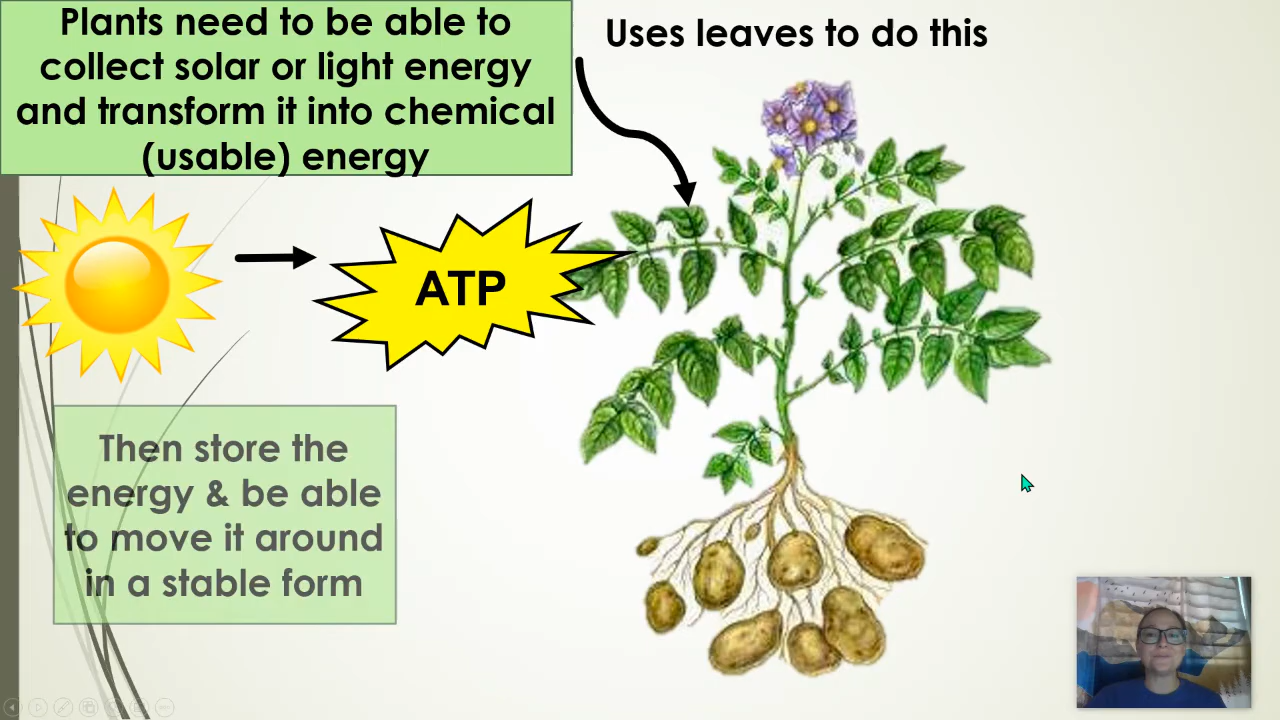 Plants need to be able to
collect solar or light energy
and transform it into chemical
(usable) energy
Uses leaves to do this
ATP
Then store the
energy & be able
to move it around
in a stable form